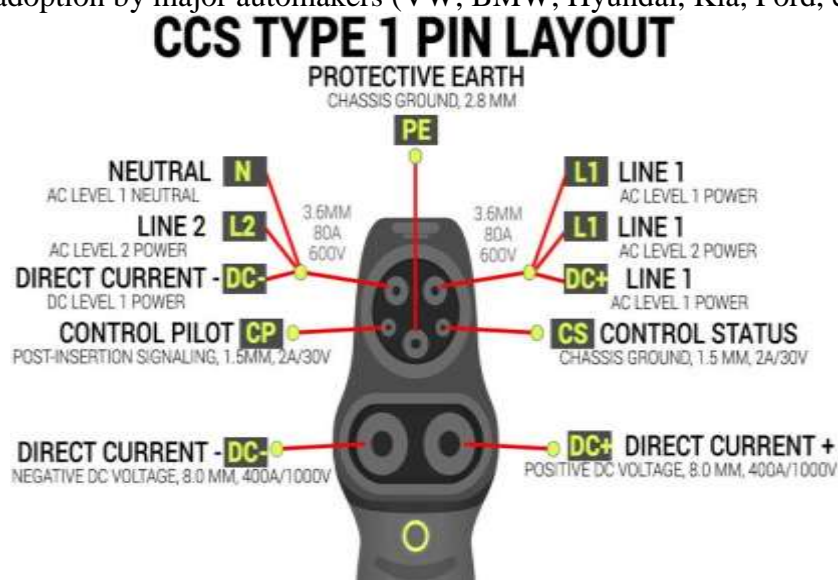 adoption by major automakers (VW, BMW, Hyundai, Kia, Ford,
CCS TYPE 1 PIN LAYOUT
PROTECTIVE EARTH
CHASSIS GROUND, 2.8 MM
PE
NEUTRAL N
AC LEVEL 1 NEUTRAL
LINE 2 L2
AC LEVEL 2 POWER
DIRECT CURRENT - DC-
DC LEVEL 1 POWER
CONTROL PILOT CP
POST-INSERTION SIGNALING, 1.5MM, 2A/30V
3.6MM
80A
600V
3.6MM
80A
600V
L1 LINE 1
AC LEVEL 1 POWER
L1 LINE 1
AC LEVEL 2 POWER
DC+ LINE 1
AC LEVEL 1 POWER
CS CONTROL STATUS
CHASSIS GROUND, 1.5 MM, 2A/30V
DIRECT CURRENT - DC-
NEGATIVE DC VOLTAGE, 8.0 MM, 400A/1000V
DC+ DIRECT CURRENT +
POSITIVE DC VOLTAGE, 8.0 MM, 400A/1000V